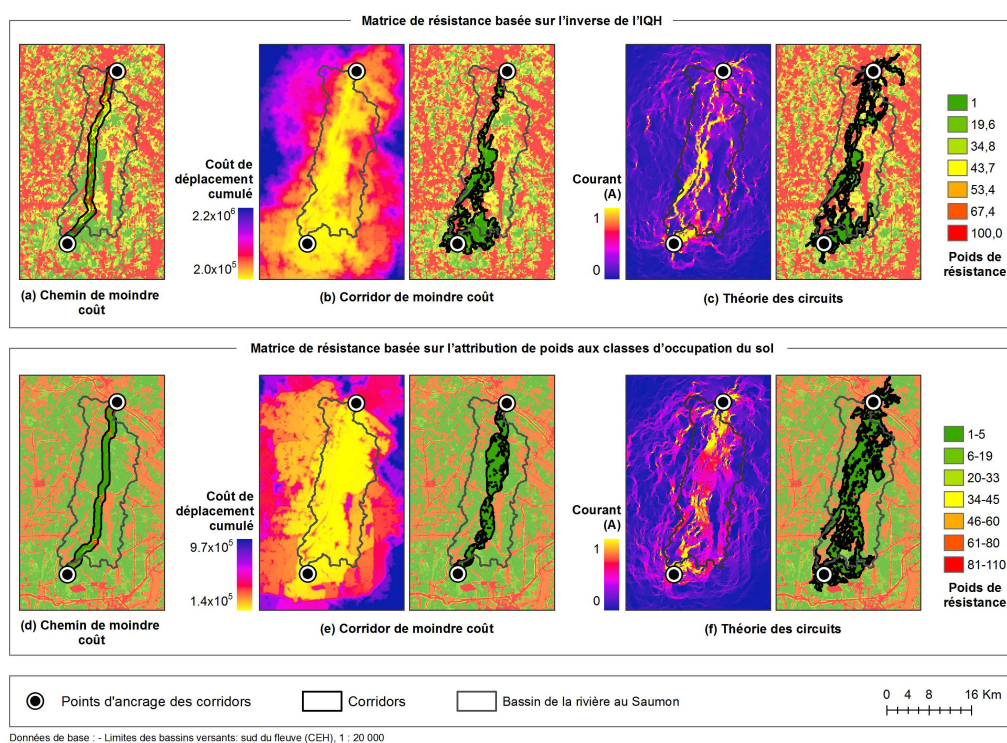 Matrice de résistance basée sur l'inverse de l'IQH
Coût de
déplacement
cumulé
2.2x10⁶
2.0x10⁵
Courant
(A)
1
0
1
19,6
34,8
43,7
53,4
67,4
100,0
Poids de
résistance
(a) Chemin de moindre
coût
(b) Corridor de moindre coût
(c) Théorie des circuits
Matrice de résistance basée sur l'attribution de poids aux classes d'occupation du sol
Coût de
déplacement
cumulé
9.7x10⁵
1.4x10⁵
Courant
(A)
1
0
1-5
6-19
20-33
34-45
46-60
61-80
81-110
Poids de
résistance
(d) Chemin de moindre
coût
(e) Corridor de moindre coût
(f) Théorie des circuits
Points d'ancrage des corridors
Corridors
Bassin de la rivière au Saumon
0 4 8 16 Km
Données de base : - Limites des bassins versants: sud du fleuve (CEH), 1 : 20 000